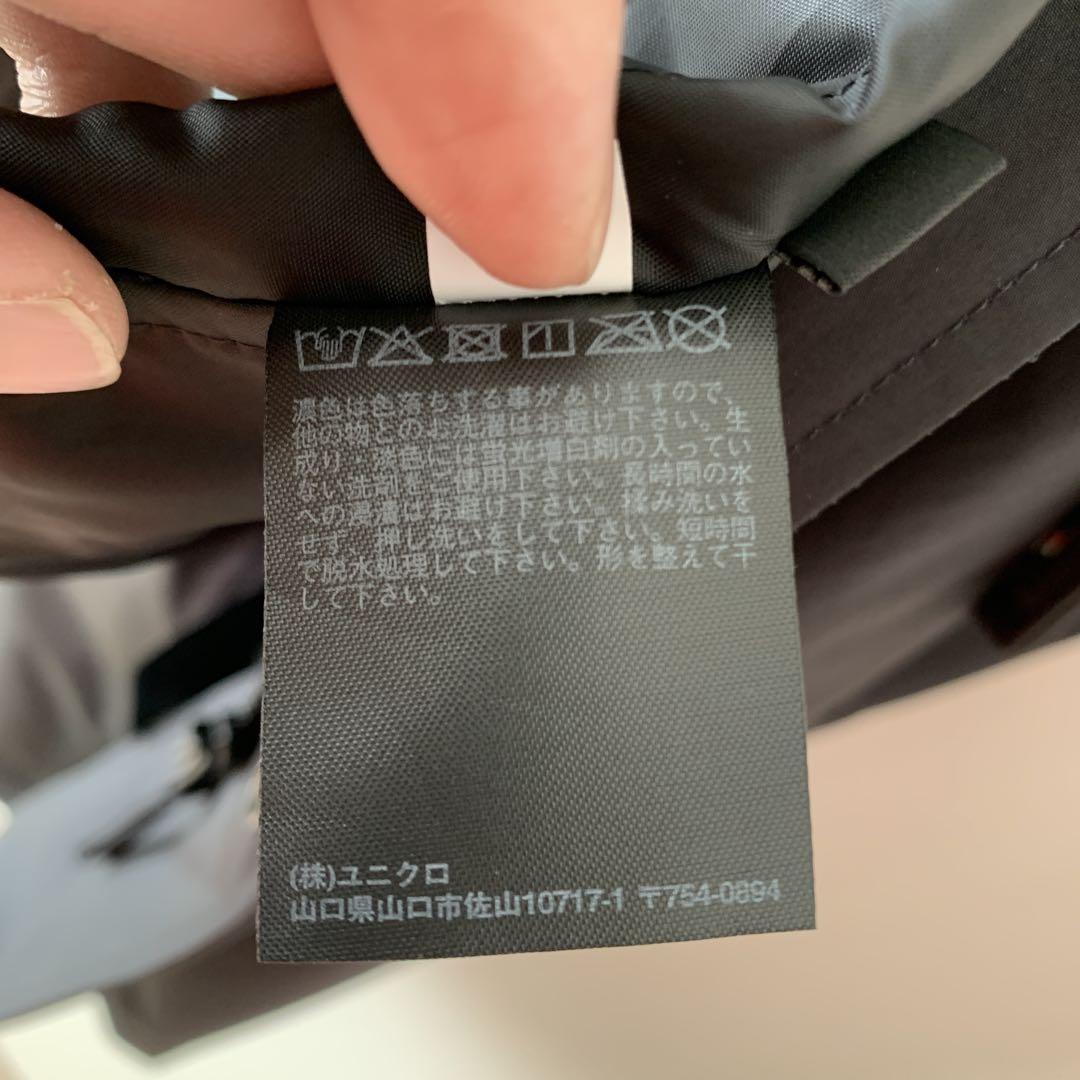 濃色は色落ちする事がありますので、
他の物とのお洗濯はお避け下さい。生
成り・淡色には蛍光増白剤の入ってい
ない洗剤をご使用下さい。長時間の水
への浸漬はお避け下さい。揉み洗いを
せず、押し洗いをして下さい。短時間
で脱水処理して下さい。形を整えて干
して下さい。
(株)ユニクロ
山口県山口市佐山10717-1 〒754-0894